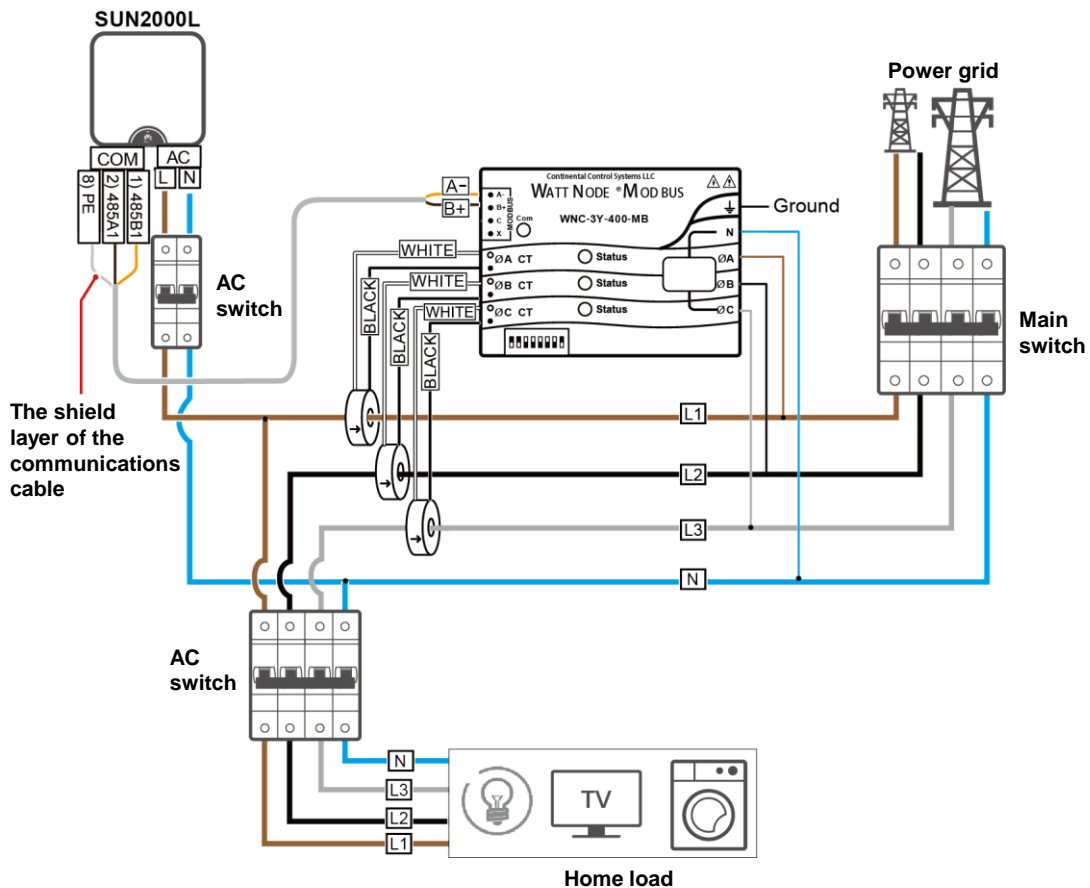 SUN2000L
COM
AC
8) PE
2) 485A1
1) 485B1
L
N
AC
switch
The shield
layer of the
communications
cable
A-
B+
Continental Control Systems LLC
WATT NODE ® MODBUS
WNC-3Y-400-MB
A-
B+
C
X
MODBUS
Com
ØA CT
Status
ØB CT
Status
ØC CT
Status
N
ØA
ØB
ØC
Ground
WHITE
WHITE
WHITE
BLACK
BLACK
BLACK
Power grid
Main
switch
L1
L2
L3
N
AC
switch
N
L3
L2
L1
TV
Home load